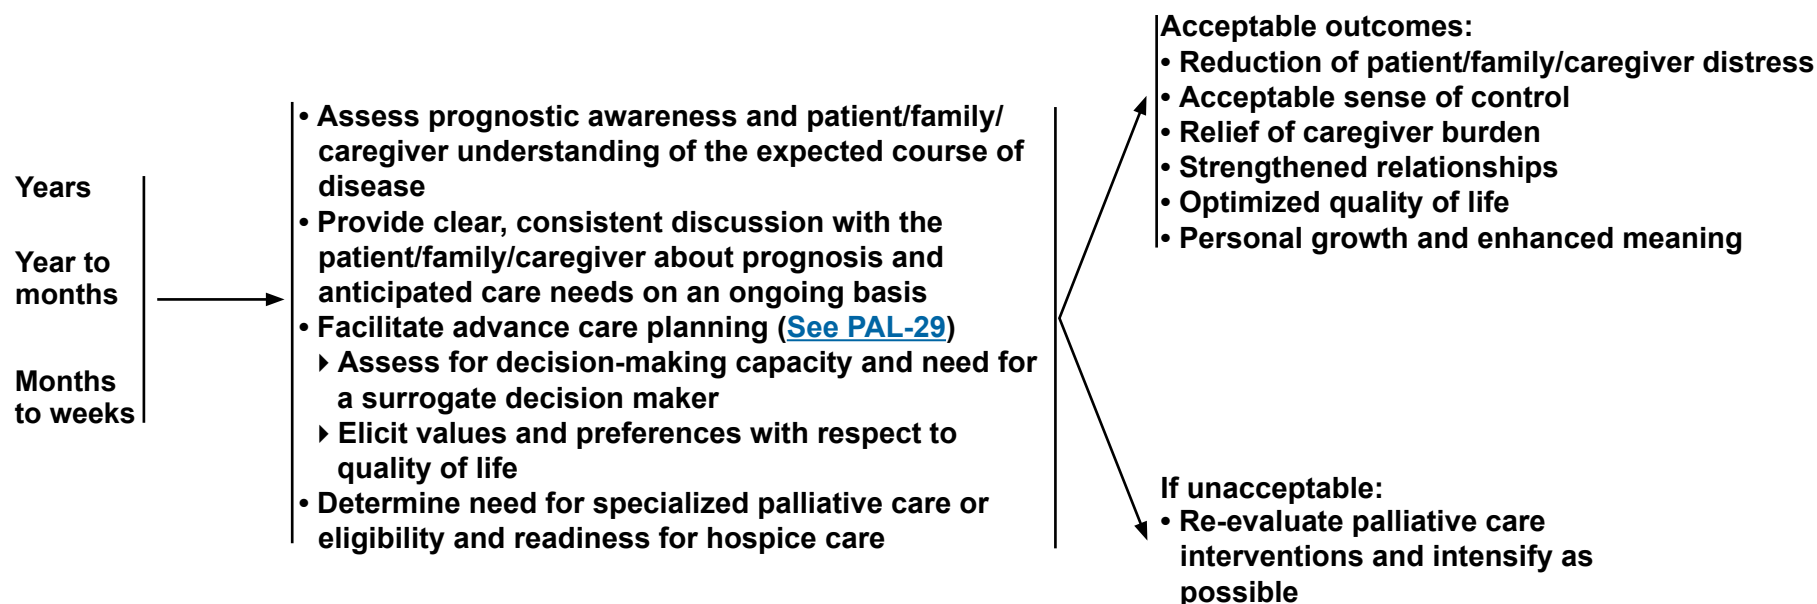 Years
Year to
months
Months
to weeks
• Assess prognostic awareness and patient/family/
caregiver understanding of the expected course of
disease
• Provide clear, consistent discussion with the
patient/family/caregiver about prognosis and
anticipated care needs on an ongoing basis
• Facilitate advance care planning (See PAL-29)
▸ Assess for decision-making capacity and need for
a surrogate decision maker
▸ Elicit values and preferences with respect to
quality of life
• Determine need for specialized palliative care or
eligibility and readiness for hospice care
Acceptable outcomes:
• Reduction of patient/family/caregiver distress
• Acceptable sense of control
• Relief of caregiver burden
• Strengthened relationships
• Optimized quality of life
• Personal growth and enhanced meaning
If unacceptable:
• Re-evaluate palliative care
interventions and intensify as
possible